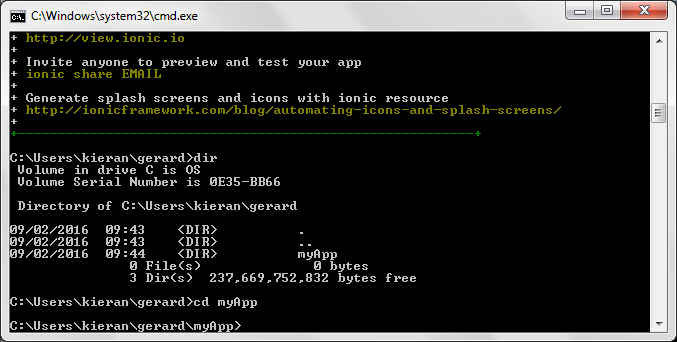 C:\Windows\system32\cmd.exe
+ http://view.ionic.io
+
+ Invite anyone to preview and test your app
+ ionic share EMAIL
+
+ Generate splash screens and icons with ionic resource
+ http://ionicframework.com/blog/automating-icons-and-splash-screens/
+
+---------------------------------------------------------+
C:\Users\kieran\gerard>dir
 Volume in drive C is OS
 Volume Serial Number is 0E35-BB66
 Directory of C:\Users\kieran\gerard
09/02/2016  09:43    <DIR>          .
09/02/2016  09:43    <DIR>          ..
09/02/2016  09:44    <DIR>          myApp
               0 File(s)              0 bytes
               3 Dir(s)  237,669,752,832 bytes free
C:\Users\kieran\gerard>cd myApp
C:\Users\kieran\gerard\myApp>